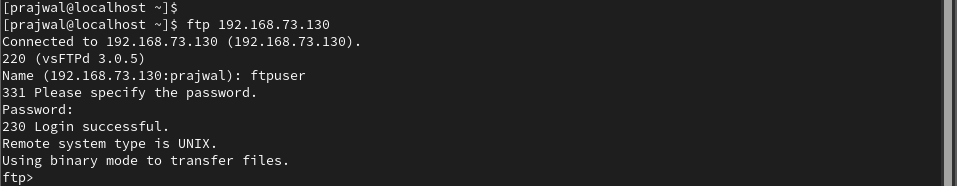 [prajwal@localhost ~]$
[prajwal@localhost ~]$ ftp 192.168.73.130
Connected to 192.168.73.130 (192.168.73.130).
220 (vsFTPd 3.0.5)
Name (192.168.73.130:prajwal): ftpuser
331 Please specify the password.
Password:
230 Login successful.
Remote system type is UNIX.
Using binary mode to transfer files.
ftp>